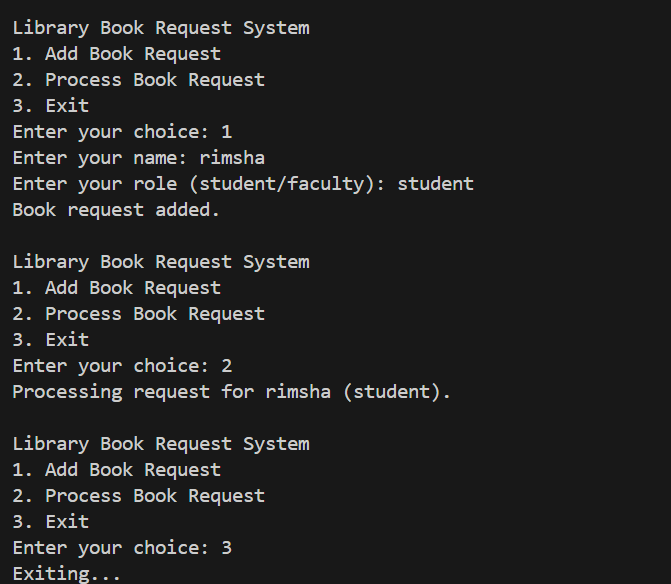 Library Book Request System
1. Add Book Request
2. Process Book Request
3. Exit
Enter your choice: 1
Enter your name: rimsha
Enter your role (student/faculty): student
Book request added.

Library Book Request System
1. Add Book Request
2. Process Book Request
3. Exit
Enter your choice: 2
Processing request for rimsha (student).

Library Book Request System
1. Add Book Request
2. Process Book Request
3. Exit
Enter your choice: 3
Exiting...